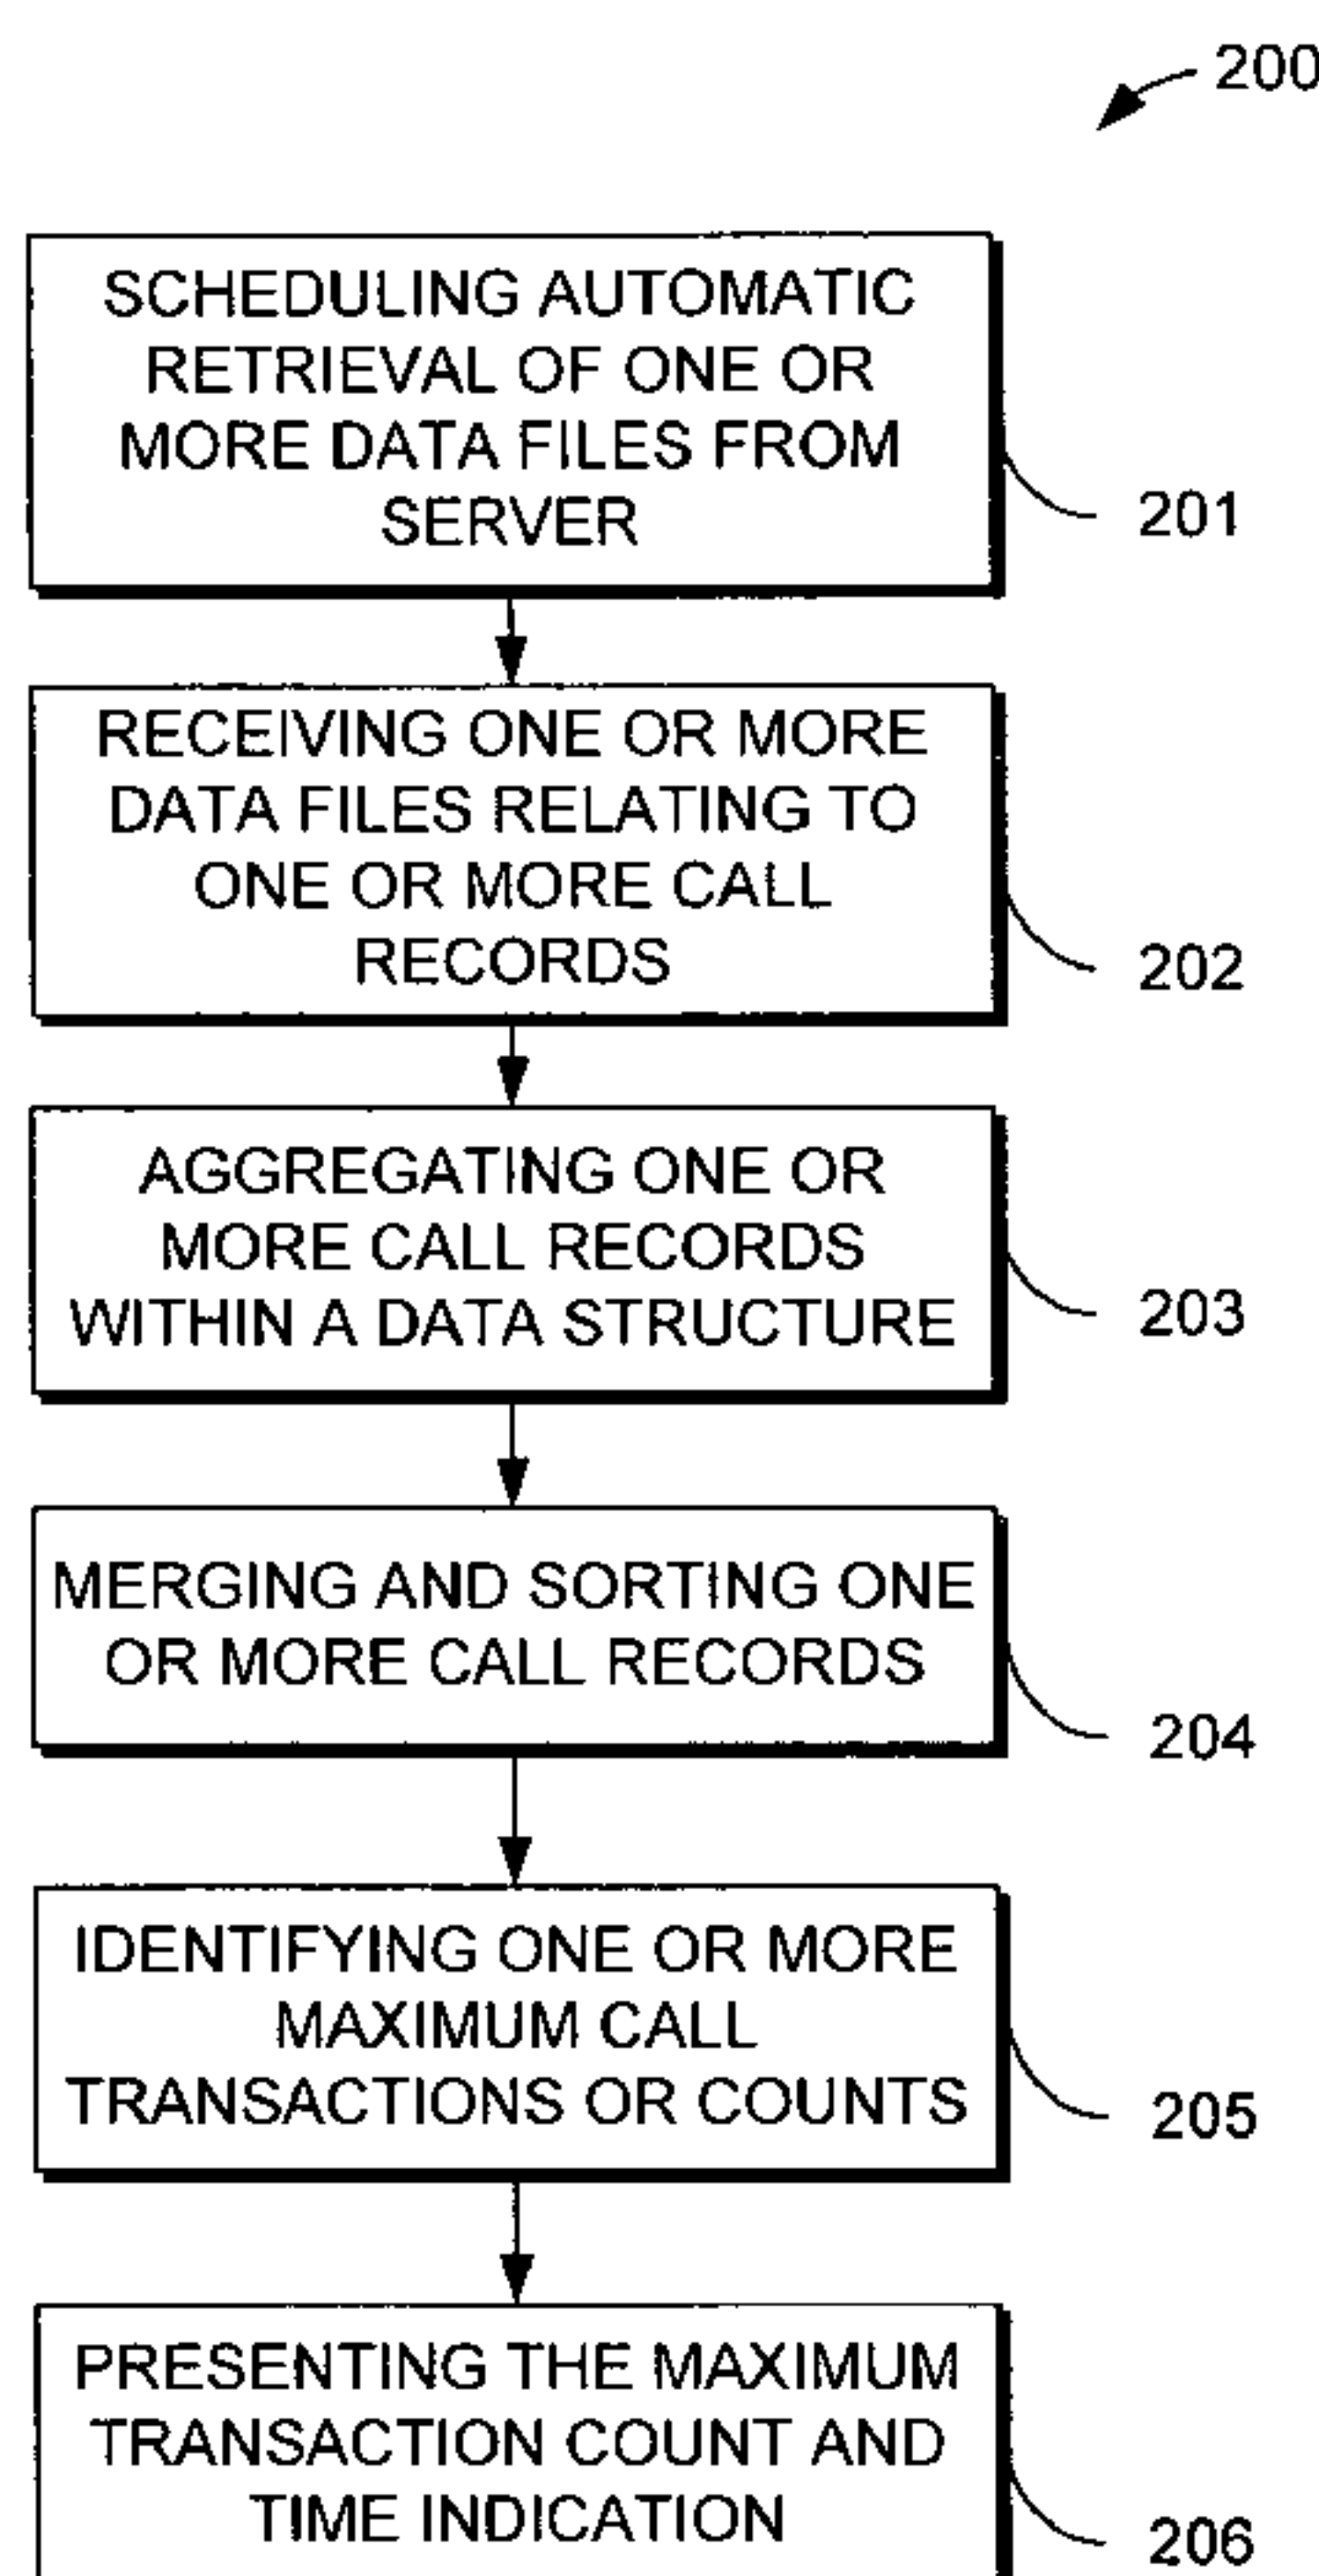 200
SCHEDULING AUTOMATIC
RETRIEVAL OF ONE OR
MORE DATA FILES FROM
SERVER
201
RECEIVING ONE OR MORE
DATA FILES RELATING TO
ONE OR MORE CALL
RECORDS
202
AGGREGATING ONE OR
MORE CALL RECORDS
WITHIN A DATA STRUCTURE
203
MERGING AND SORTING ONE
OR MORE CALL RECORDS
204
IDENTIFYING ONE OR MORE
MAXIMUM CALL
TRANSACTIONS OR COUNTS
205
PRESENTING THE MAXIMUM
TRANSACTION COUNT AND
TIME INDICATION
206